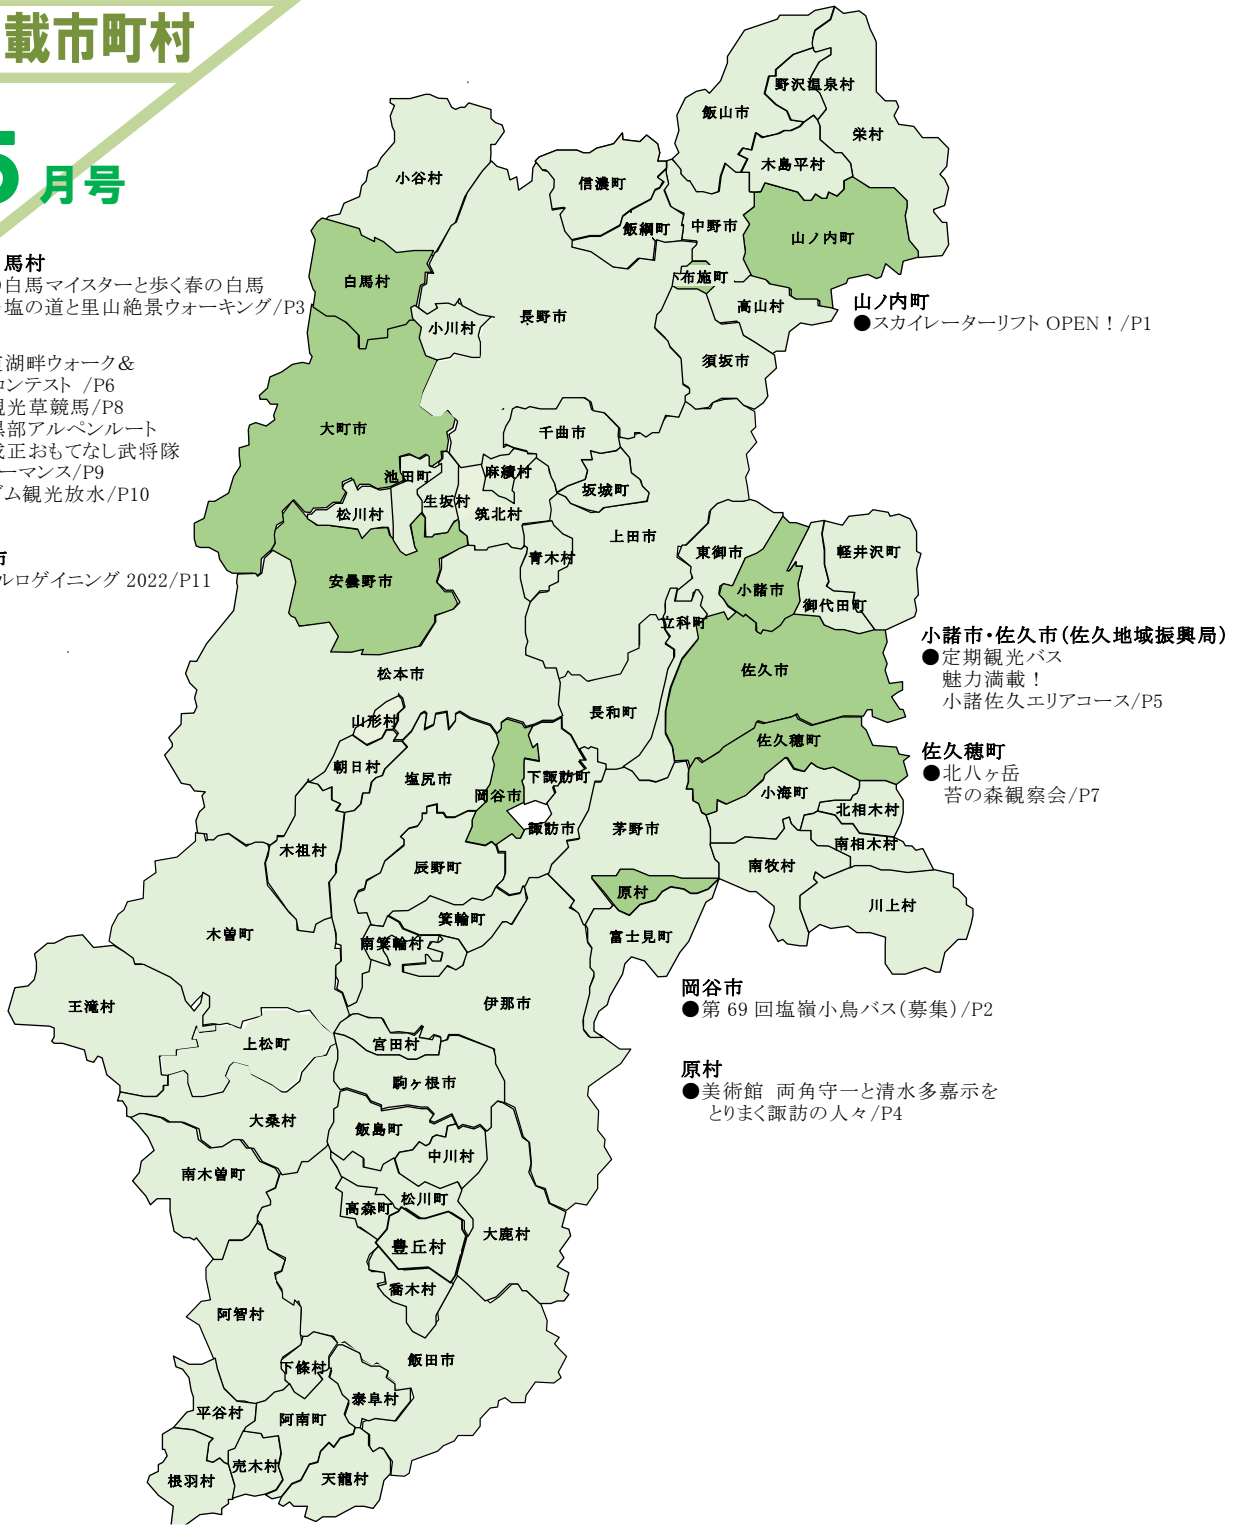 載市町村
5月号
馬村
白馬マイスターと歩く春の白馬
塩の道と里山絶景ウォーキング/P3
湖畔ウォーク＆
コンテスト /P6
観光草競馬/P8
倶部アルペンルート
成正おもてなし武将隊
ォーマンス/P9
ダム観光放水/P10
市
ルロゲイニング 2022/P11
山ノ内町
●スカイレーターリフト OPEN！/P1
小諸市・佐久市(佐久地域振興局)
●定期観光バス
魅力満載！
小諸佐久エリアコース/P5
佐久穂町
●北八ヶ岳
苔の森観察会/P7
岡谷市
●第 69 回塩嶺小鳥バス(募集)/P2
原村
●美術館 両角守一と清水多嘉示を
とりまく諏訪の人々/P4
野沢温泉村
飯山市
栄村
木島平村
小谷村
信濃町
飯綱町
中野市
山ノ内町
布施町
白馬村
高山村
長野市
小川村
須坂市
大町市
千曲市
池田町
麻績村
坂城町
生坂村
松川村
筑北村
上田市
青木村
東御市
軽井沢町
安曇野市
小諸市
御代田町
立科町
松本市
佐久市
長和町
山形村
佐久穂町
朝日村
塩尻市
下諏訪町
岡谷市
小海町
北相木村
諏訪市
茅野市
南相木村
木祖村
辰野町
南牧村
原村
川上村
箕輪町
木曽町
南箕輪村
富士見町
王滝村
伊那市
上松町
宮田村
駒ヶ根市
大桑村
飯島町
中川村
南木曽町
松川町
高森町
大鹿村
豊丘村
喬木村
阿智村
飯田市
下條村
泰阜村
平谷村
阿南町
売木村
根羽村
天龍村